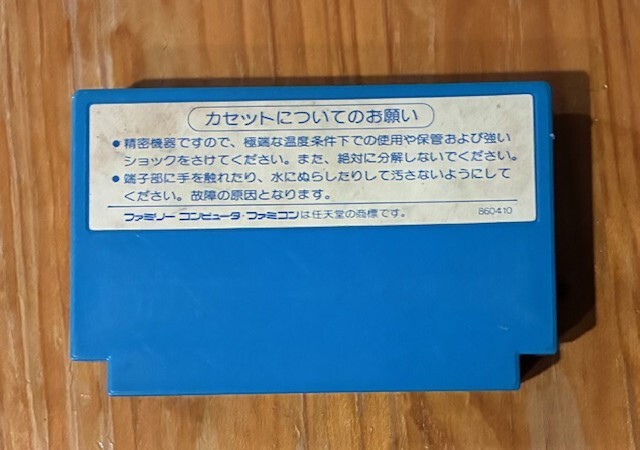 カセットについてのお願い
●精密機器ですので、極端な温度条件下での使用や保管および強い
ショックをさけてください。また、絶対に分解しないでください。
●端子部に手を触れたり、水にぬらしたりして汚さないようにして
ください。故障の原因となります。
ファミリー コンピュータ・ファミコンは任天堂の商標です。 860410